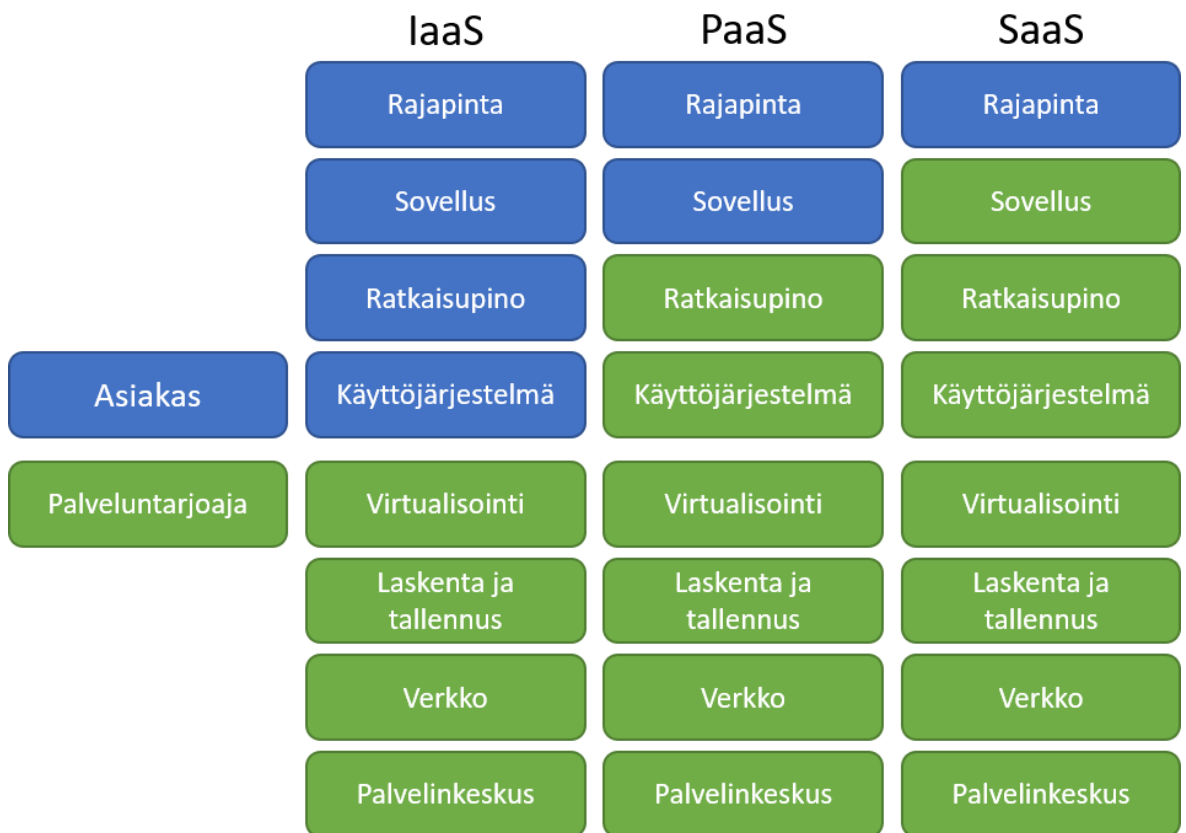 IaaS PaaS SaaS
Rajapinta Rajapinta Rajapinta
Sovellus Sovellus Sovellus
Ratkaisupino Ratkaisupino Ratkaisupino
Asiakas Käyttöjärjestelmä Käyttöjärjestelmä Käyttöjärjestelmä
Palveluntarjoaja Virtualisointi Virtualisointi Virtualisointi
Laskenta ja Laskenta ja Laskenta ja
tallennus tallennus tallennus
Verkko Verkko Verkko
Palvelinkeskus Palvelinkeskus Palvelinkeskus